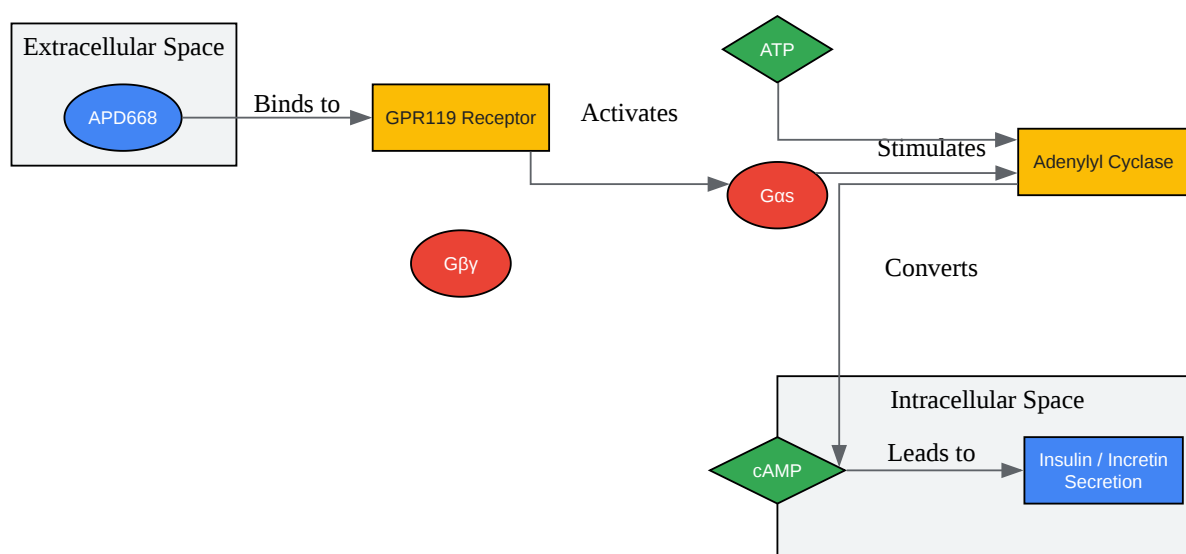 Extracellular Space
APD668
Binds to
GPR119 Receptor
Activates
ATP
Stimulates
Adenylyl Cyclase
Gαs
Gβγ
Converts
Intracellular Space
cAMP
Leads to
Insulin / Incretin
Secretion